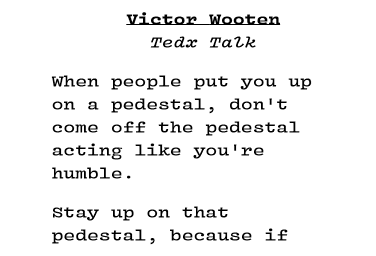 Victor Wooten
Tedx Talk
When people put you up
on a pedestal, don't
come off the pedestal
acting like you're
humble.
Stay up on that
pedestal, because if